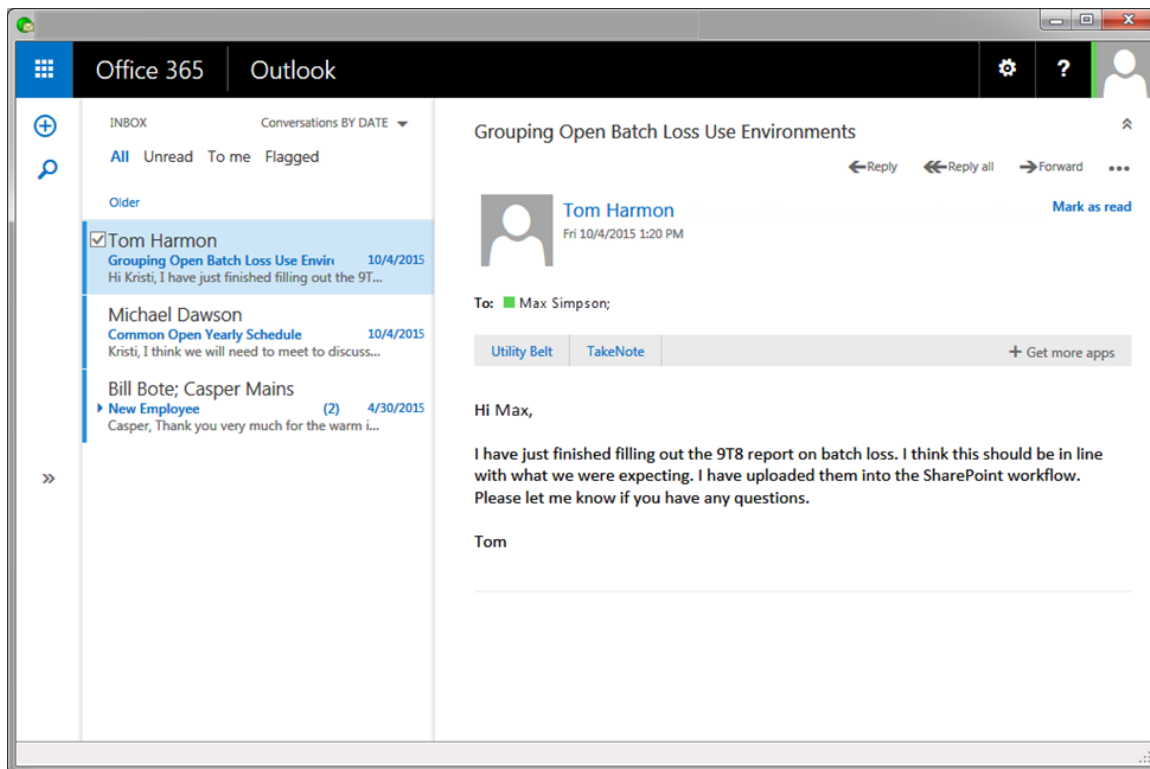 Office 365 Outlook ?
INBOX Conversations BY DATE
All Unread To me Flagged
Older
Tom Harmon
Grouping Open Batch Loss Use Enviro 10/4/2015
Hi Kristi, I have just finished filling out the 9T...
Michael Dawson
Common Open Yearly Schedule 10/4/2015
Kristi, I think we will need to meet to discuss...
Bill Bote; Casper Mains
New Employee (2) 4/30/2015
Casper, Thank you very much for the warm i...
Grouping Open Batch Loss Use Environments
Reply Reply all Forward
Tom Harmon Mark as read
Fri 10/4/2015 1:20 PM
To: Max Simpson;
Utility Belt TakeNote + Get more apps
Hi Max,
I have just finished filling out the 9T8 report on batch loss. I think this should be in line
with what we were expecting. I have uploaded them into the SharePoint workflow.
Please let me know if you have any questions.
Tom